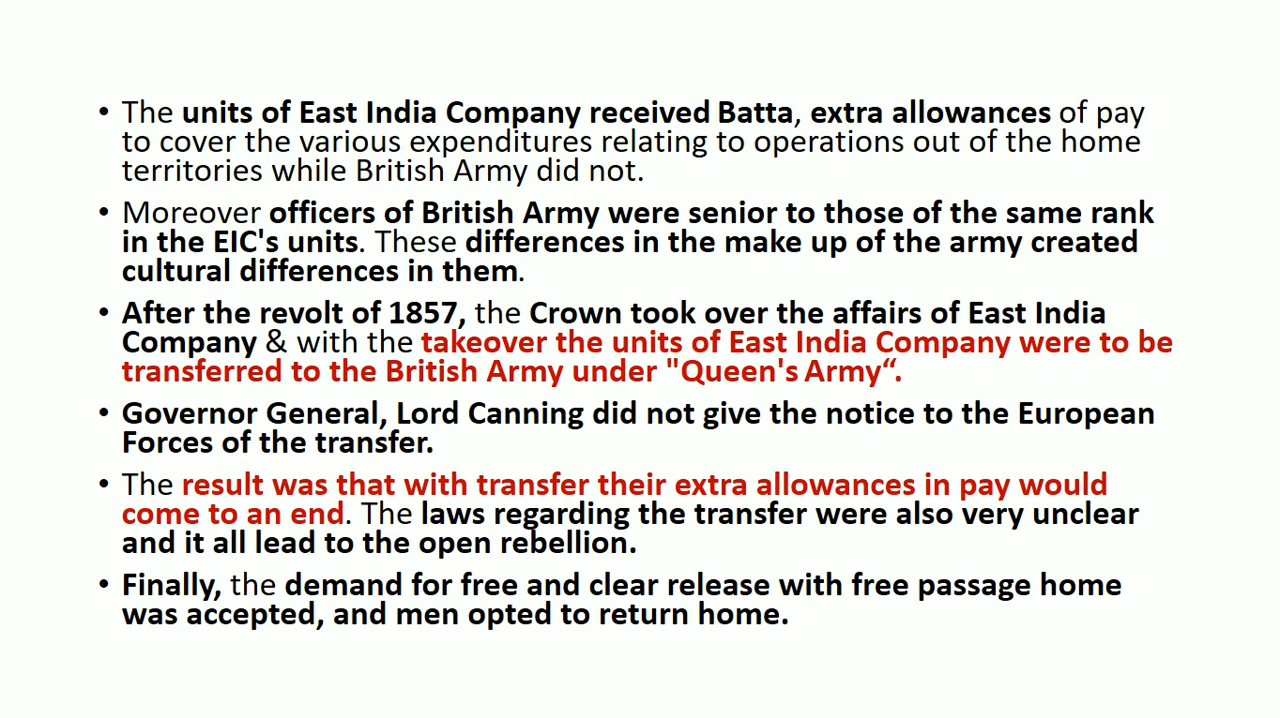 • The units of East India Company received Batta, extra allowances of pay
to cover the various expenditures relating to operations out of the home
territories while British Army did not.
• Moreover officers of British Army were senior to those of the same rank
in the EIC's units. These differences in the make up of the army created
cultural differences in them.
• After the revolt of 1857, the Crown took over the affairs of East India
Company & with the takeover the units of East India Company were to be
transferred to the British Army under "Queen's Army“.
• Governor General, Lord Canning did not give the notice to the European
Forces of the transfer.
• The result was that with transfer their extra allowances in pay would
come to an end. The laws regarding the transfer were also very unclear
and it all lead to the open rebellion.
• Finally, the demand for free and clear release with free passage home
was accepted, and men opted to return home.